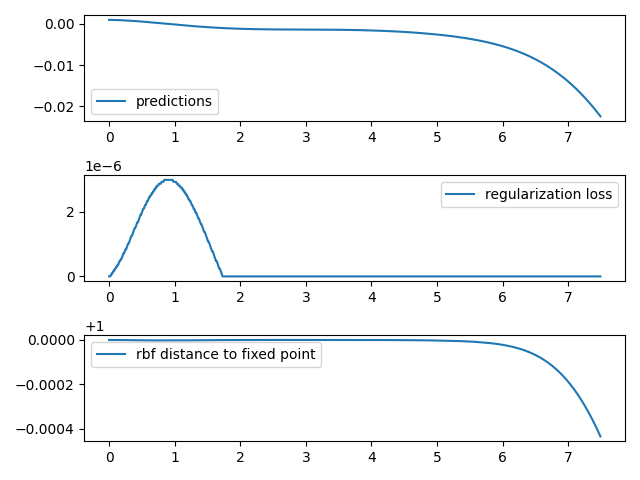 0.00
−0.01
−0.02
predictions
0 1 2 3 4 5 6 7
1e−6
2
0
regularization loss
0 1 2 3 4 5 6 7
+1
0.0000
−0.0002
−0.0004
rbf distance to fixed point
0 1 2 3 4 5 6 7